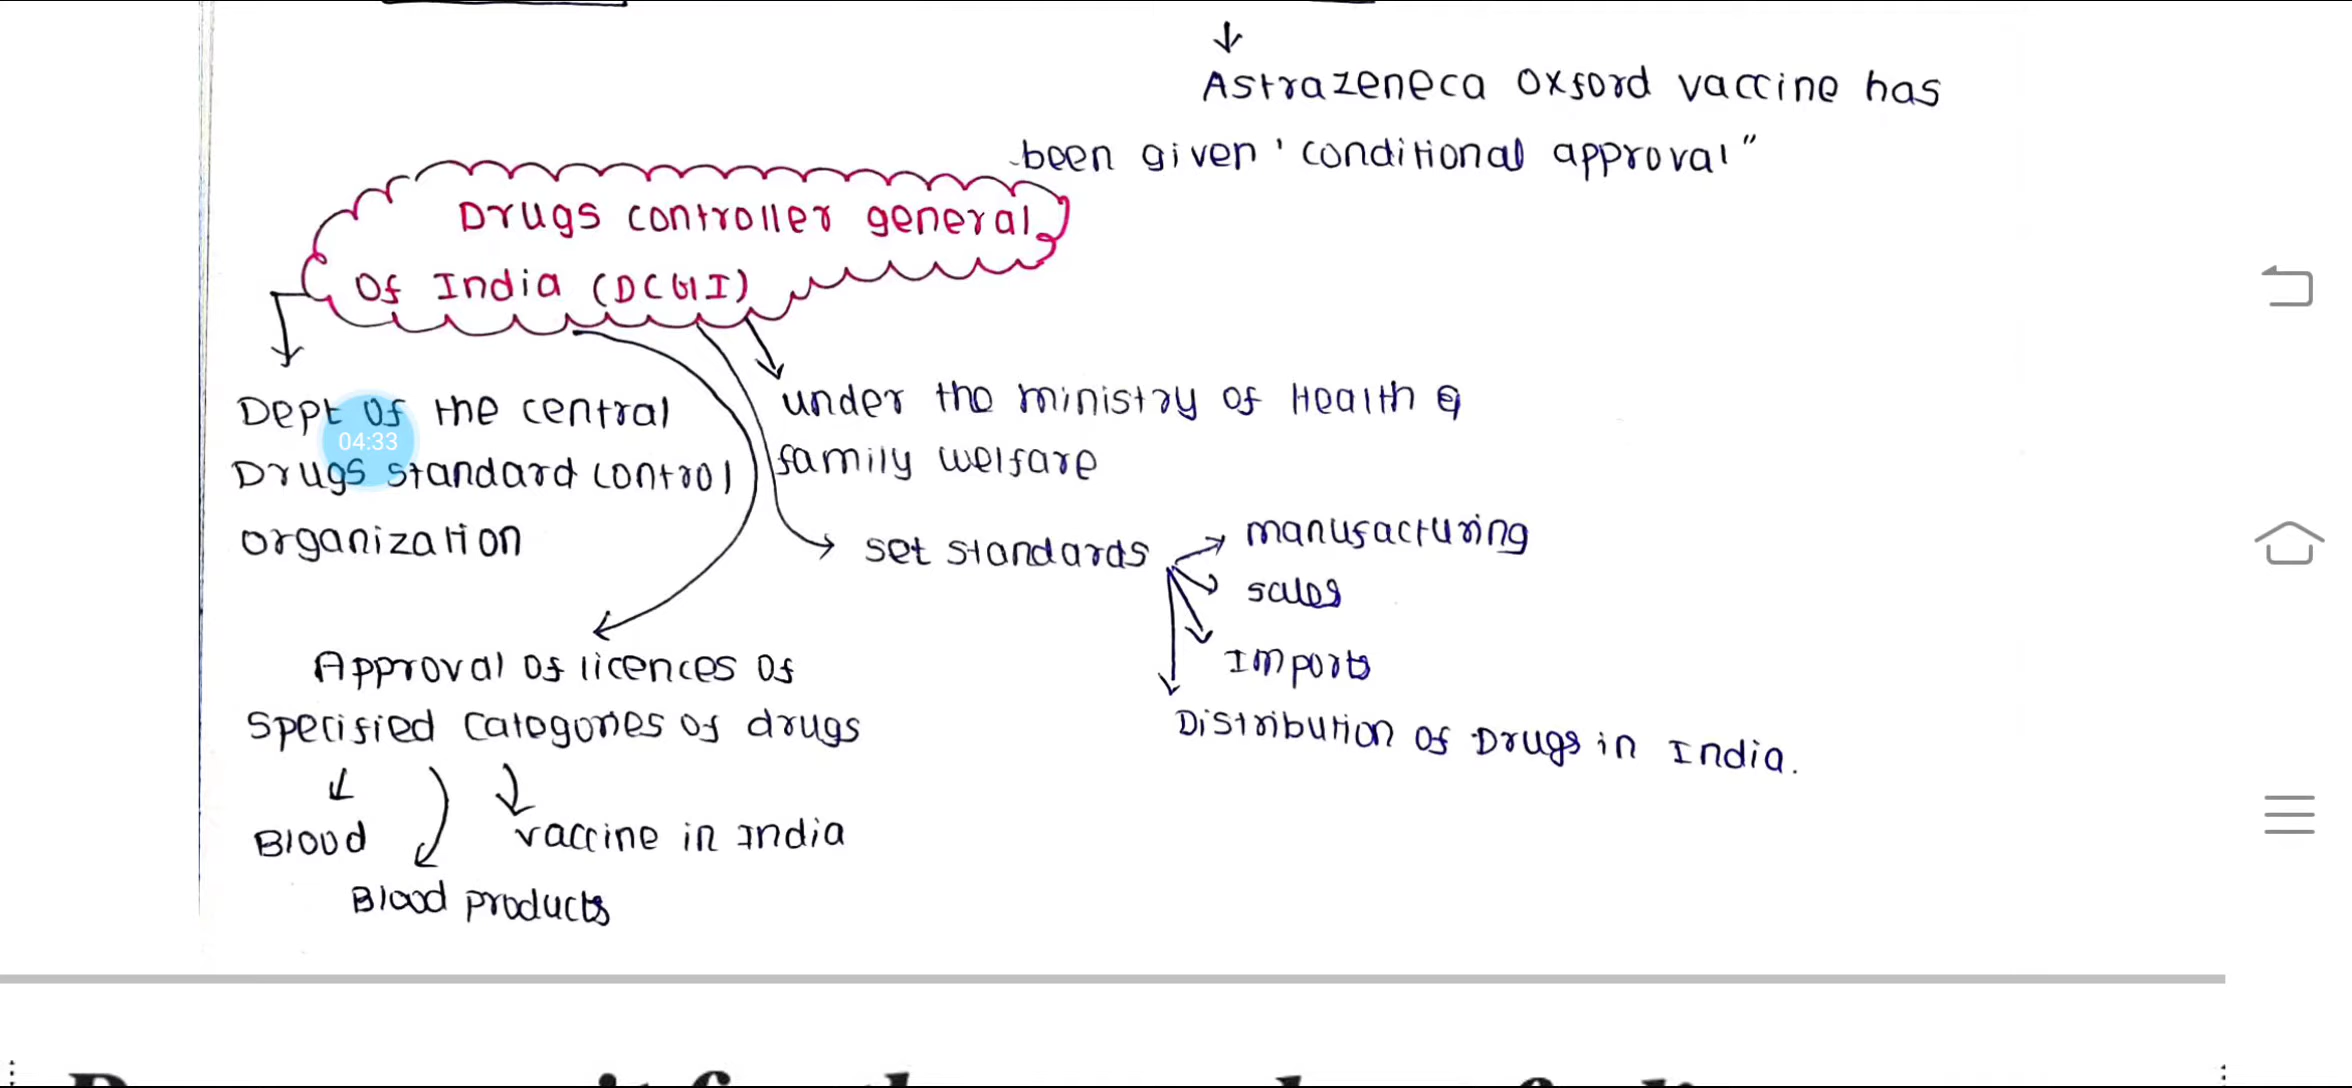 Astrazeneca Oxford vaccine has
been given 'conditional approval"
Drugs controller general
Of India (DCGI)
Dept of the central
Drugs standard control
organization
04:33
under the ministry of Health &
family welfare
set standards
manufacturing
sales
Imports
Distribution of Drugs in India.
Approval of licences of
Specified Categories of drugs
Blood
vaccine in India
Blood products